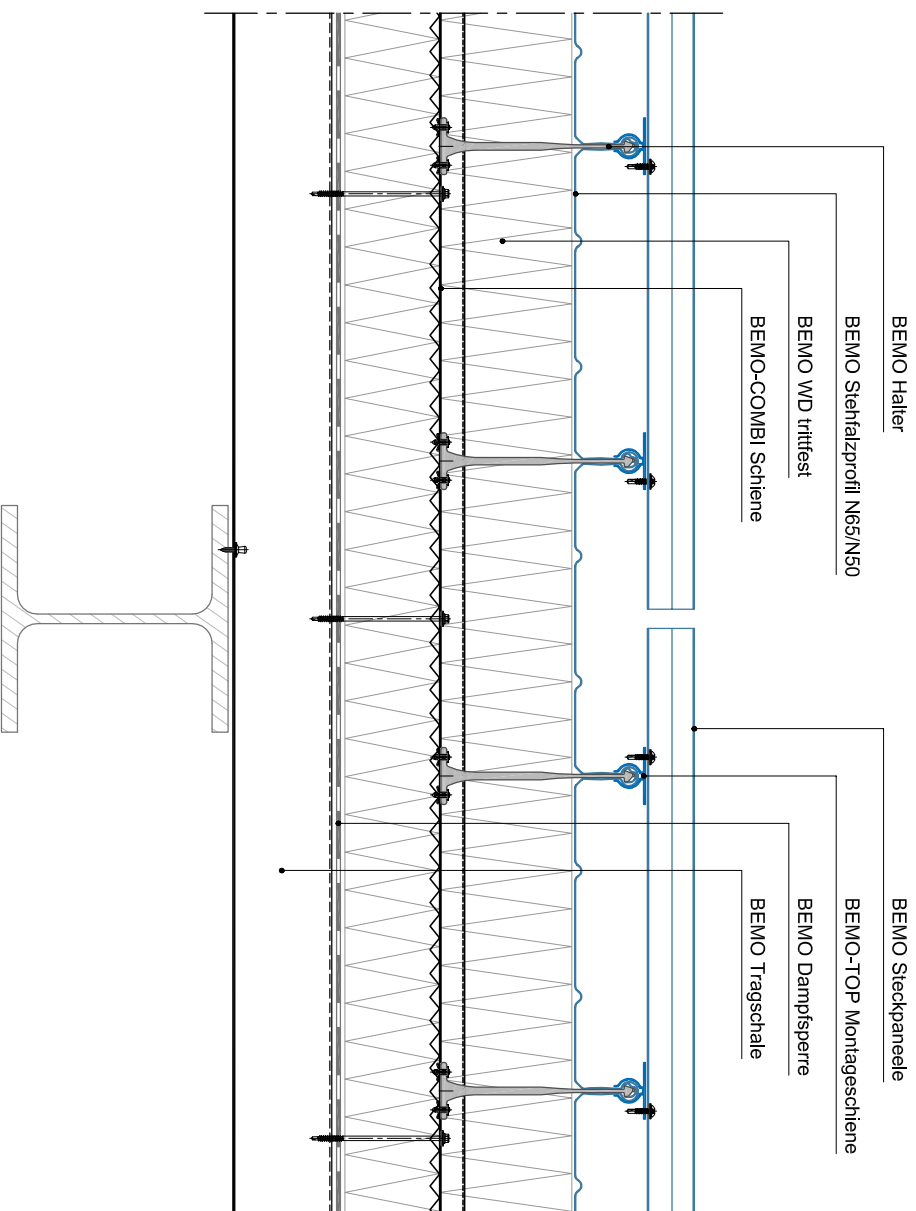 BEMO Halter
BEMO Stehfalzprofil N65/N50
BEMO WD trittfest
BEMO-COMBI Schiene
BEMO Steckpaneele
BEMO-TOP Montageschiene
BEMO Dampfsperre
BEMO Tragschale